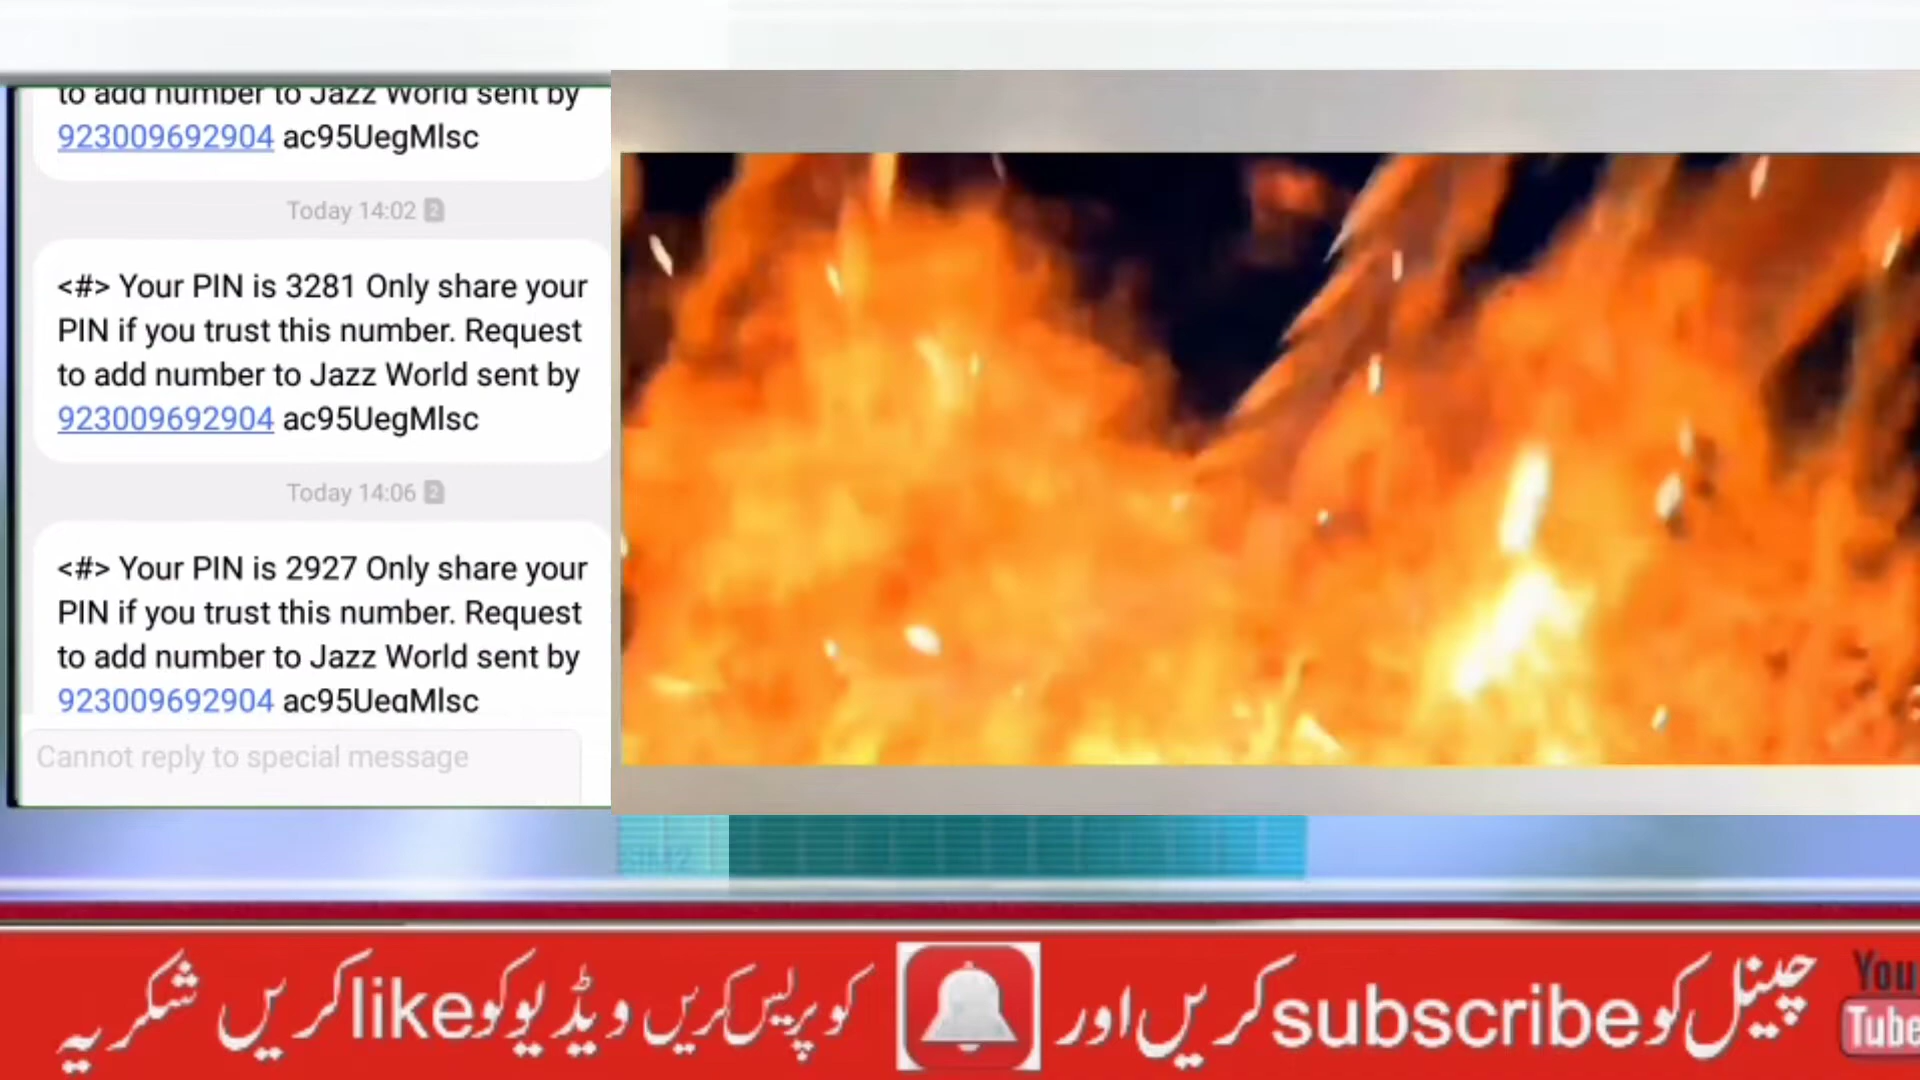 to add number to Jazz World sent by
923009692904 ac95UegMlsc
Today 14:02 2
<#> Your PIN is 3281 Only share your
PIN if you trust this number. Request
to add number to Jazz World sent by
923009692904 ac95UegMlsc
Today 14:06 2
<#> Your PIN is 2927 Only share your
PIN if you trust this number. Request
to add number to Jazz World sent by
923009692904 ac95UegMlsc
Cannot reply to special message
SIM2
چینل کو subscribe کریں اور کو پریس کریں ویڈیو کو like کریں شکریہ
You
Tube